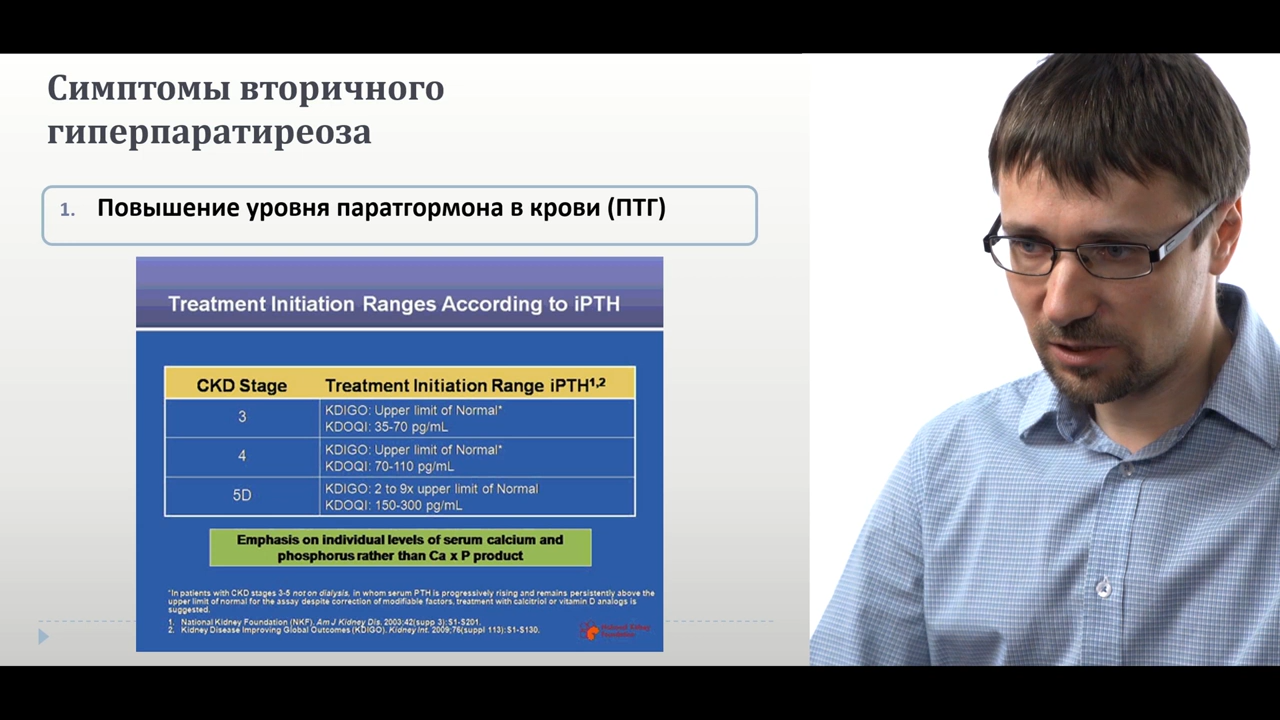 Симптомы вторичного
гиперпаратиреоза
1. Повышение уровня паратгормона в крови (ПТГ)
Treatment Initiation Ranges According to iPTH
CKD Stage Treatment Initiation Range iPTH1,2
3
KDIGO: Upper limit of Normal*
KDOQI: 35-70 pg/mL
4
KDIGO: Upper limit of Normal*
KDOQI: 70-110 pg/mL
5D
KDIGO: 2 to 9x upper limit of Normal
KDOQI: 150-300 pg/mL
Emphasis on individual levels of serum calcium and
phosphorus rather than Ca x P product
*In patients with CKD stages 3-5 not on dialysis, in whom serum PTH is progressively rising and remains persistently above the
upper limit of normal for the assay despite correction of modifiable factors, treatment with calcitriol or vitamin D analogs is
suggested.
1. National Kidney Foundation (NKF). Am J Kidney Dis. 2003;42(supp 3):S1-S201.
2. Kidney Disease Improving Global Outcomes (KDIGO). Kidney Int. 2009;76(suppl 113):S1-S130.
National Kidney
Foundation